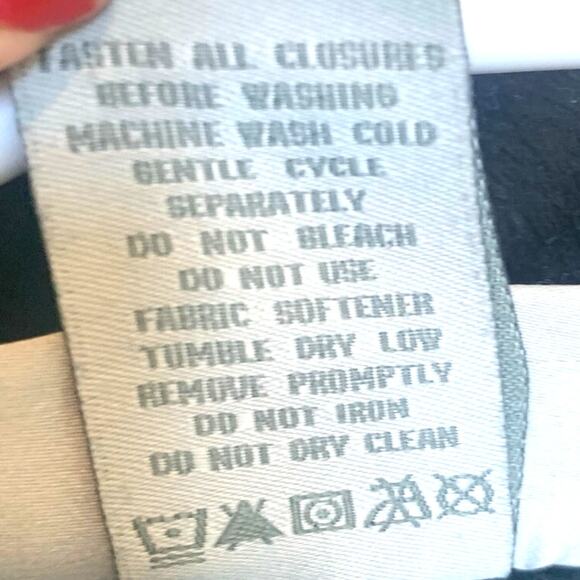 FASTEN ALL CLOSURES
BEFORE WASHING
MACHINE WASH COLD
GENTLE CYCLE
SEPARATELY
DO NOT BLEACH
DO NOT USE
FABRIC SOFTENER
TUMBLE DRY LOW
REMOVE PROMPTLY
DO NOT IRON
DO NOT DRY CLEAN